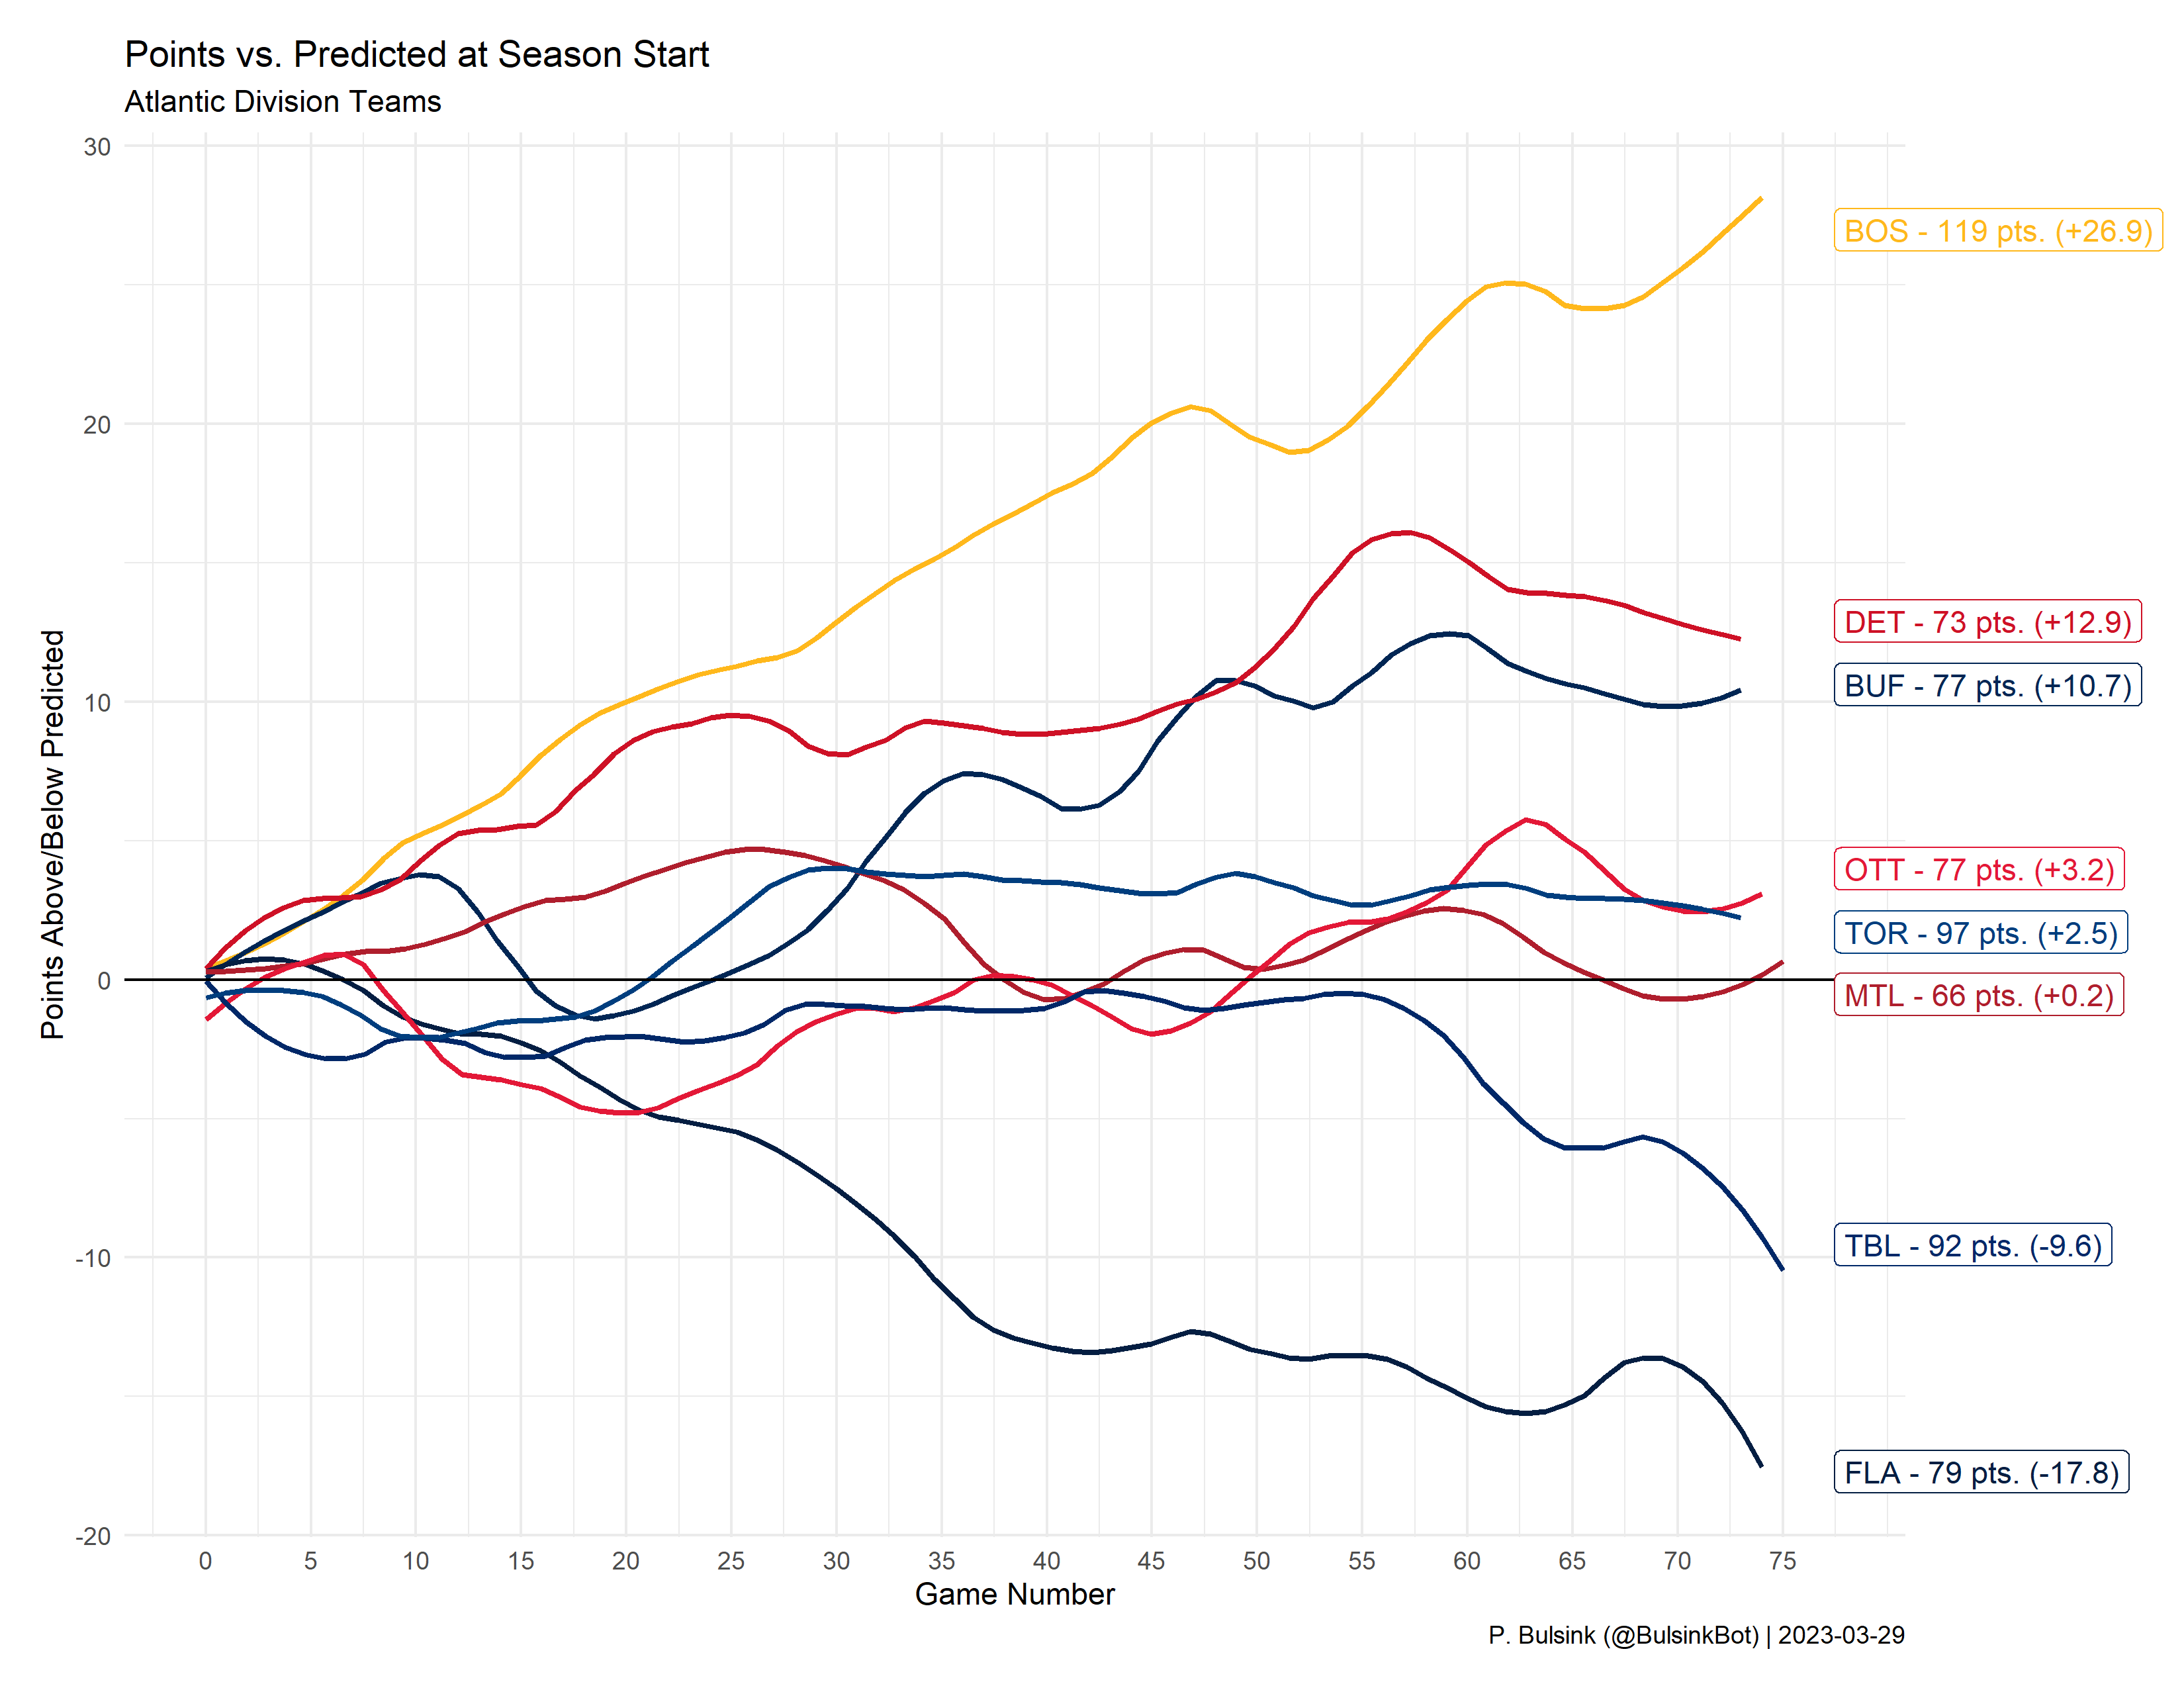 Points vs. Predicted at Season Start
Atlantic Division Teams
Points Above/Below Predicted
30
20
10
0
-10
-20
BOS - 119 pts. (+26.9)
DET - 73 pts. (+12.9)
BUF - 77 pts. (+10.7)
OTT - 77 pts. (+3.2)
TOR - 97 pts. (+2.5)
MTL - 66 pts. (+0.2)
TBL - 92 pts. (-9.6)
FLA - 79 pts. (-17.8)
0 5 10 15 20 25 30 35 40 45 50 55 60 65 70 75
Game Number
P. Bulsink (@BulsinkBot) | 2023-03-29